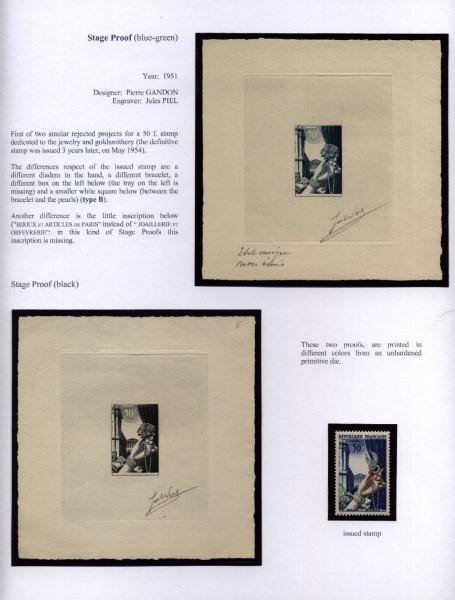 Stage Proof (blue-green)
Year: 1951
Designer: Pierre GANDON
Engraver: Jules PIEL
First of two similar rejected projects for a 50 f. stamp
dedicated to the jewelry and goldsmithery (the definitive
stamp was issued 3 years later, on May 1954).
The differences respect of the issued stamp are a
different diadem in the hand, a different bracelet, a
different box on the left below (the tray on the left is
missing) and a smaller white square below (between the
bracelet and the pearls) (type B).
Another difference is the little inscription below
("BIJOUX ET ARTICLES DE PARIS" instead of " JOAILLERIE ET
ORFEVRERIE": in this kind of Stage Proofs this
inscription is missing.
50F
Stage Proof (black)
E
50F
These two proofs, are printed in
different colors from an unhardened
primitive die.
REPUBLIQUE FRANÇAISE
50F
issued stamp